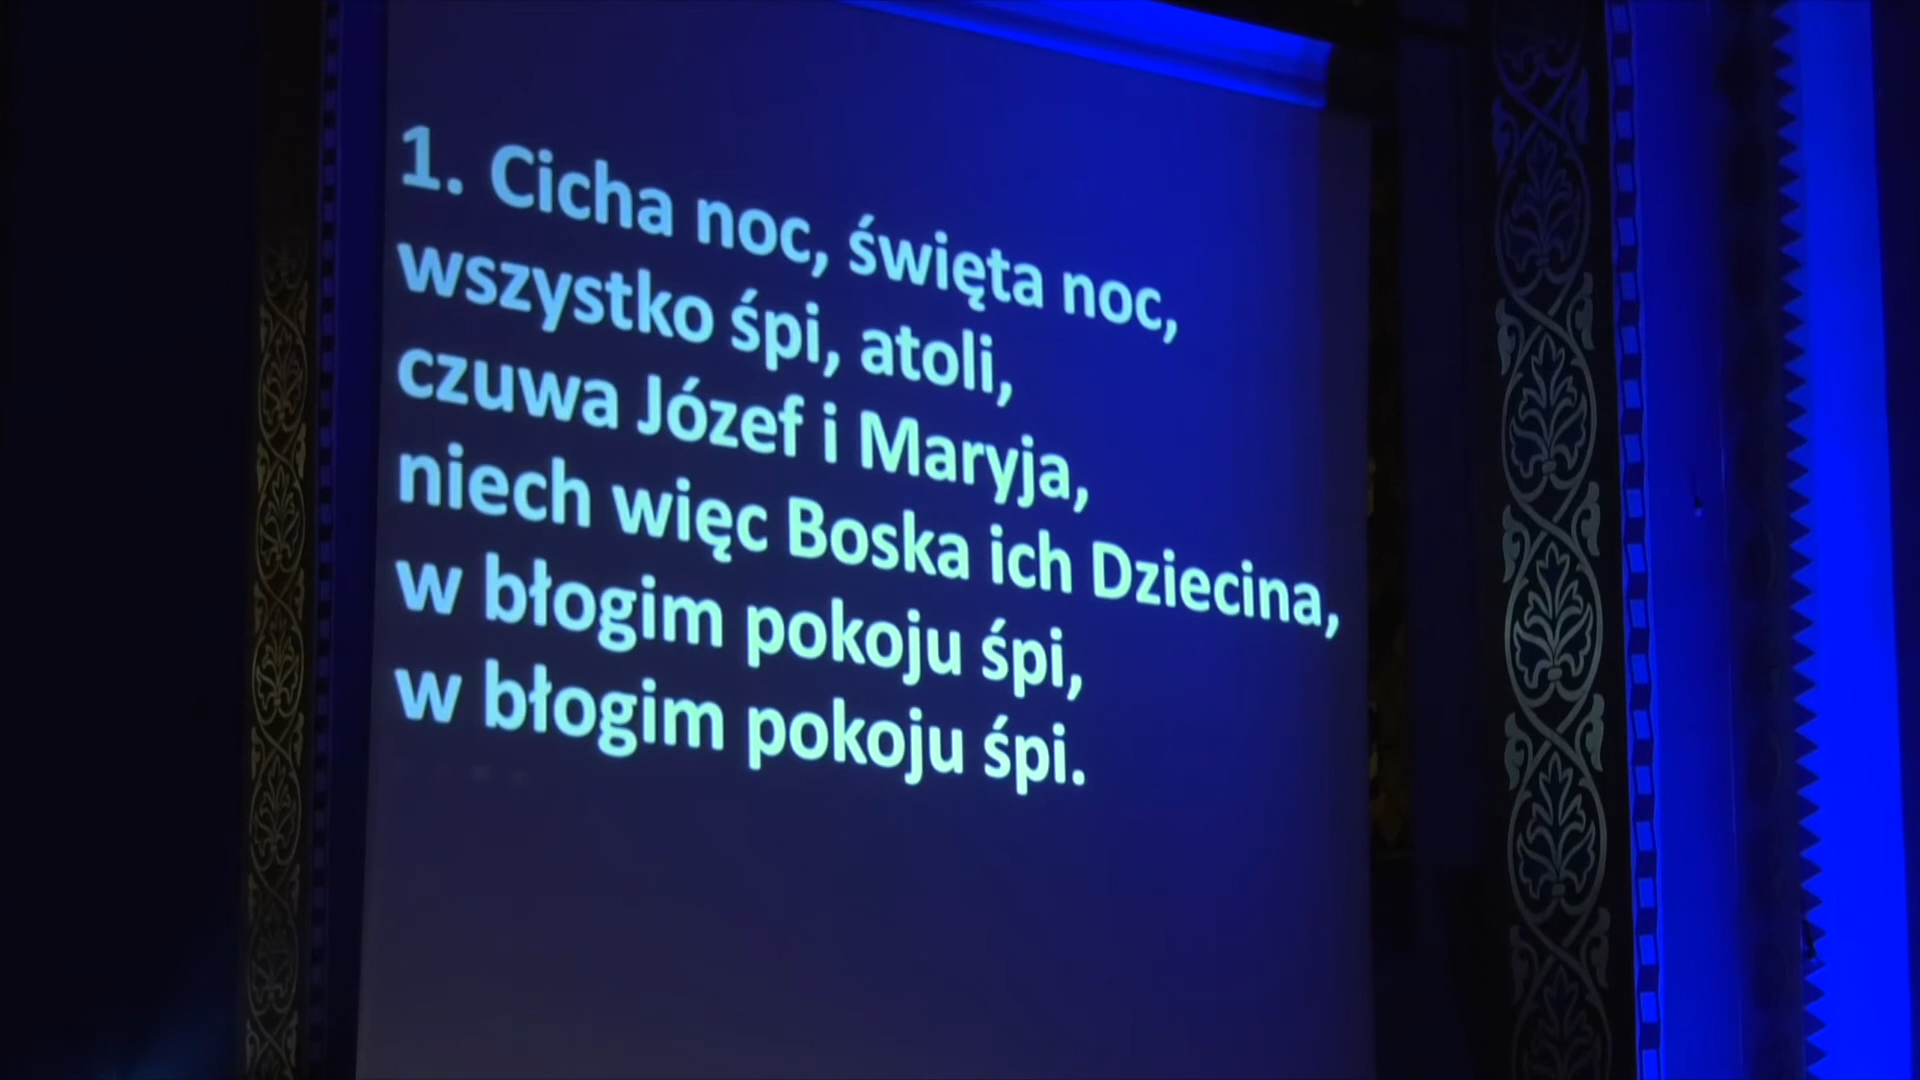 1. Cicha noc, święta noc,
wszystko śpi, atoli,
czuwa Józef i Maryja,
niech więc Boska ich Dziecina,
w błogim pokoju śpi,
w błogim pokoju śpi.